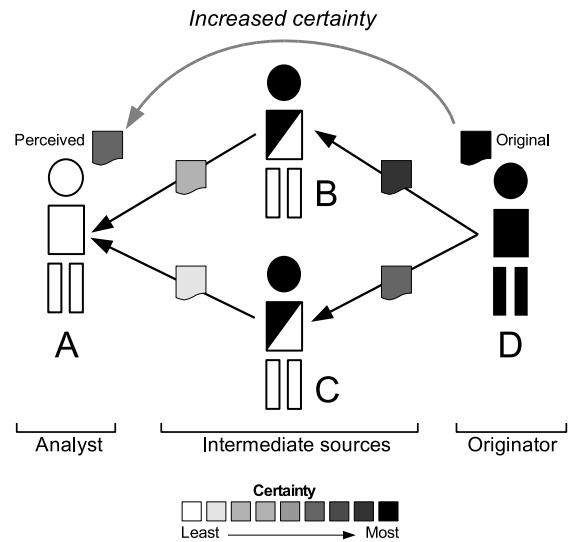 Increased certainty
Perceived
Original
B
A
D
C
Analyst
Intermediate sources
Originator
Certainty
Least
Most